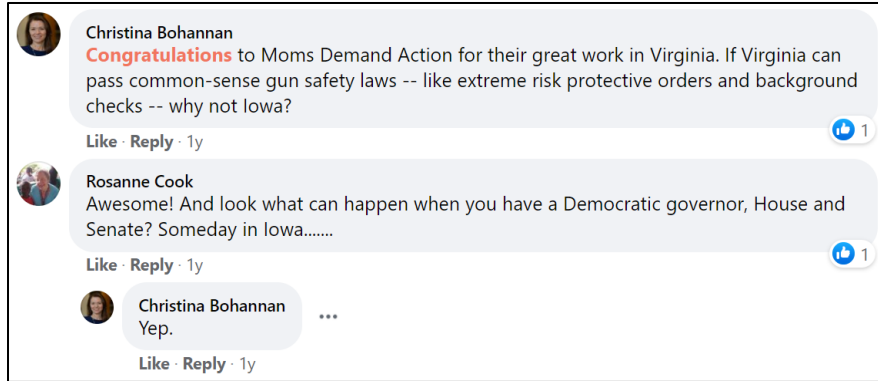 Christina Bohannan
Congratulations to Moms Demand Action for their great work in Virginia. If Virginia can
pass common-sense gun safety laws -- like extreme risk protective orders and background
checks -- why not Iowa?
Like · Reply · 1y
1
Rosanne Cook
Awesome! And look what can happen when you have a Democratic governor, House and
Senate? Someday in Iowa.......
Like · Reply · 1y
1
Christina Bohannan
Yep.
Like · Reply · 1y